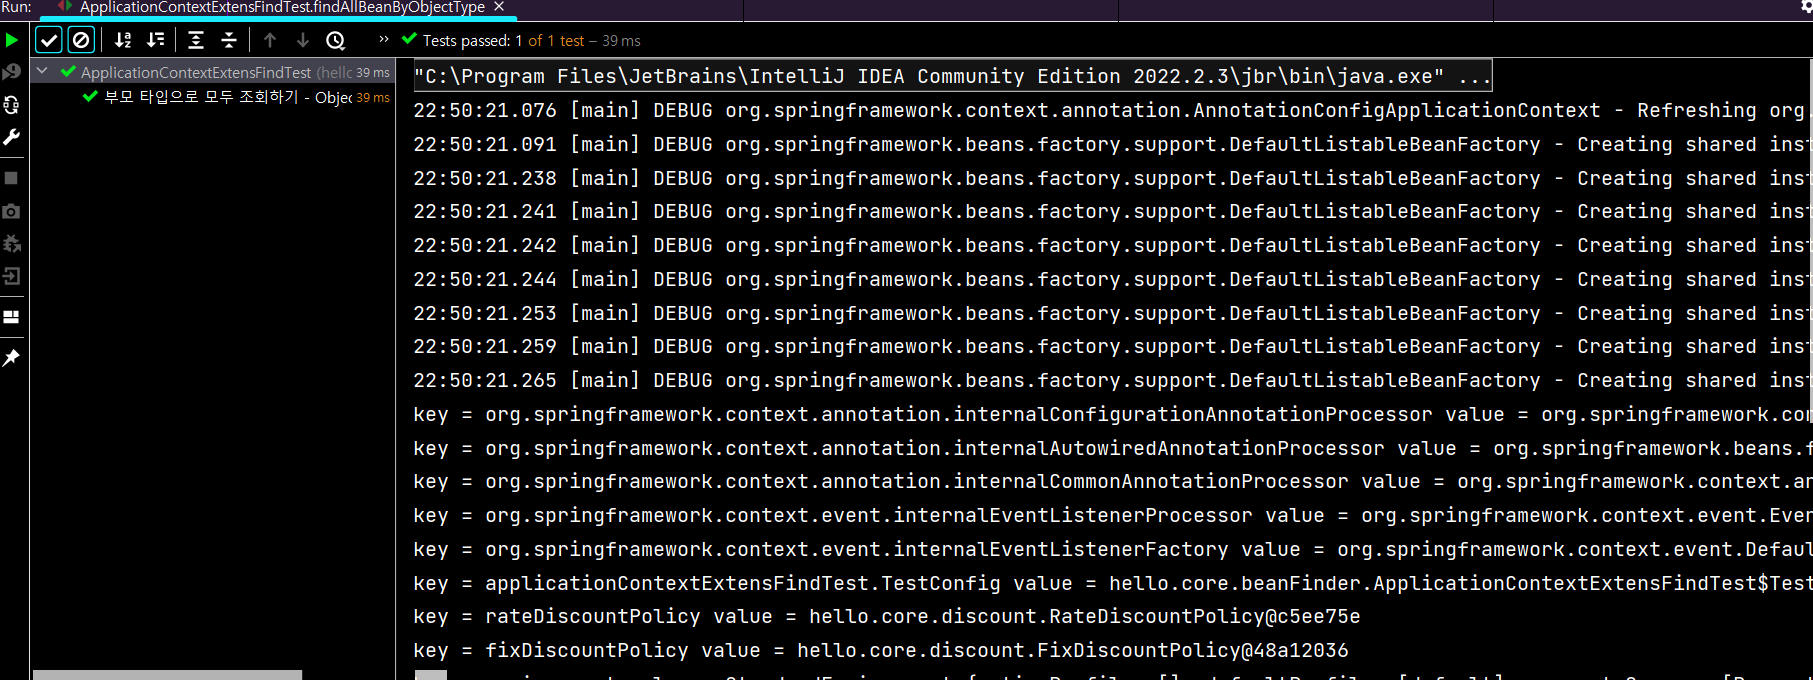 Run: ApplicationContextExtensFindTest.findAllBeanByObjectType
Tests passed: 1 of 1 test – 39 ms
ApplicationContextExtensFindTest (hello 39 ms
부모 타입으로 모두 조회하기 - Objec 39 ms
"C:\Program Files\JetBrains\IntelliJ IDEA Community Edition 2022.2.3\jbr\bin\java.exe" ...
22:50:21.076 [main] DEBUG org.springframework.context.annotation.AnnotationConfigApplicationContext - Refreshing org.
22:50:21.091 [main] DEBUG org.springframework.beans.factory.support.DefaultListableBeanFactory - Creating shared inst
22:50:21.238 [main] DEBUG org.springframework.beans.factory.support.DefaultListableBeanFactory - Creating shared inst
22:50:21.241 [main] DEBUG org.springframework.beans.factory.support.DefaultListableBeanFactory - Creating shared inst
22:50:21.242 [main] DEBUG org.springframework.beans.factory.support.DefaultListableBeanFactory - Creating shared inst
22:50:21.244 [main] DEBUG org.springframework.beans.factory.support.DefaultListableBeanFactory - Creating shared inst
22:50:21.253 [main] DEBUG org.springframework.beans.factory.support.DefaultListableBeanFactory - Creating shared inst
22:50:21.259 [main] DEBUG org.springframework.beans.factory.support.DefaultListableBeanFactory - Creating shared inst
22:50:21.265 [main] DEBUG org.springframework.beans.factory.support.DefaultListableBeanFactory - Creating shared inst
key = org.springframework.context.annotation.internalConfigurationAnnotationProcessor value = org.springframework.con
key = org.springframework.context.annotation.internalAutowiredAnnotationProcessor value = org.springframework.beans.f
key = org.springframework.context.annotation.internalCommonAnnotationProcessor value = org.springframework.context.an
key = org.springframework.context.event.internalEventListenerProcessor value = org.springframework.context.event.Even
key = org.springframework.context.event.internalEventListenerFactory value = org.springframework.context.event.Defaul
key = applicationContextExtensFindTest.TestConfig value = hello.core.beanFinder.ApplicationContextExtensFindTest$Test
key = rateDiscountPolicy value = hello.core.discount.RateDiscountPolicy@c5ee75e
key = fixDiscountPolicy value = hello.core.discount.FixDiscountPolicy@48a12036